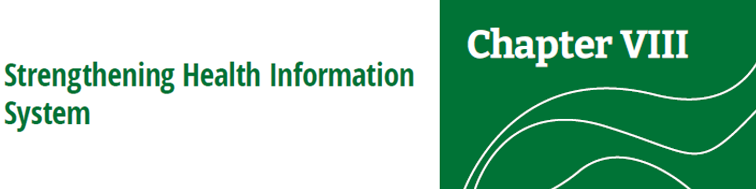 Strengthening Health Information
System
Chapter VIII